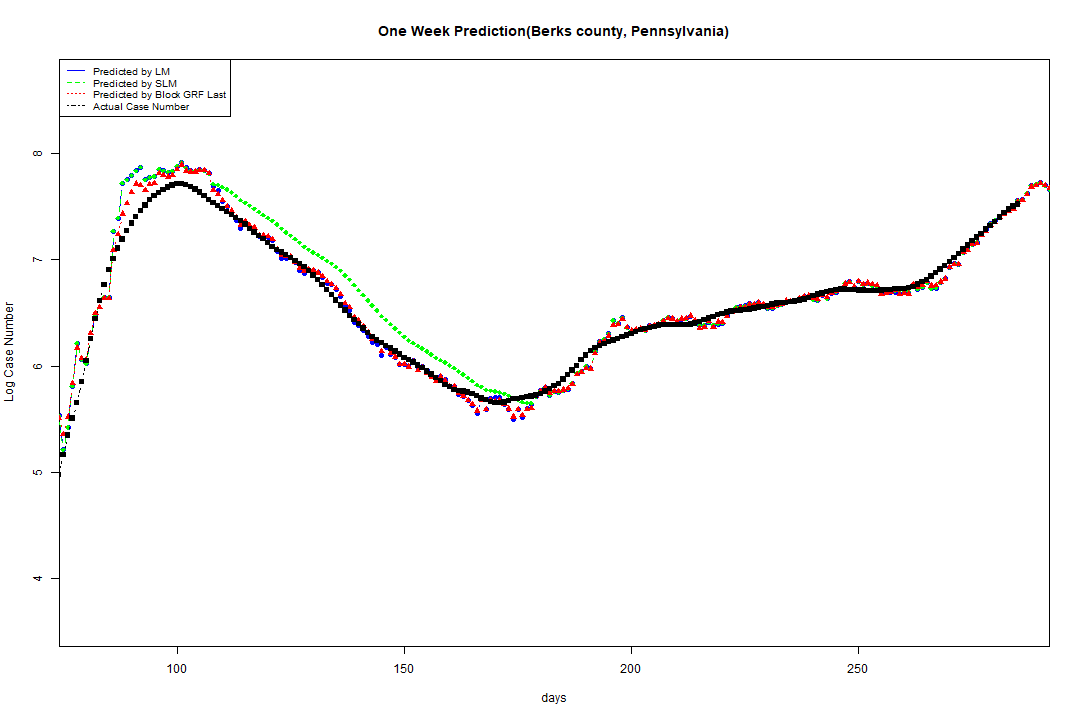 One Week Prediction(Berks county, Pennsylvania)
Predicted by LM
Predicted by SLM
Predicted by Block GRF Last
Actual Case Number
8
7
6
5
4
Log Case Number
100 150 200 250
days